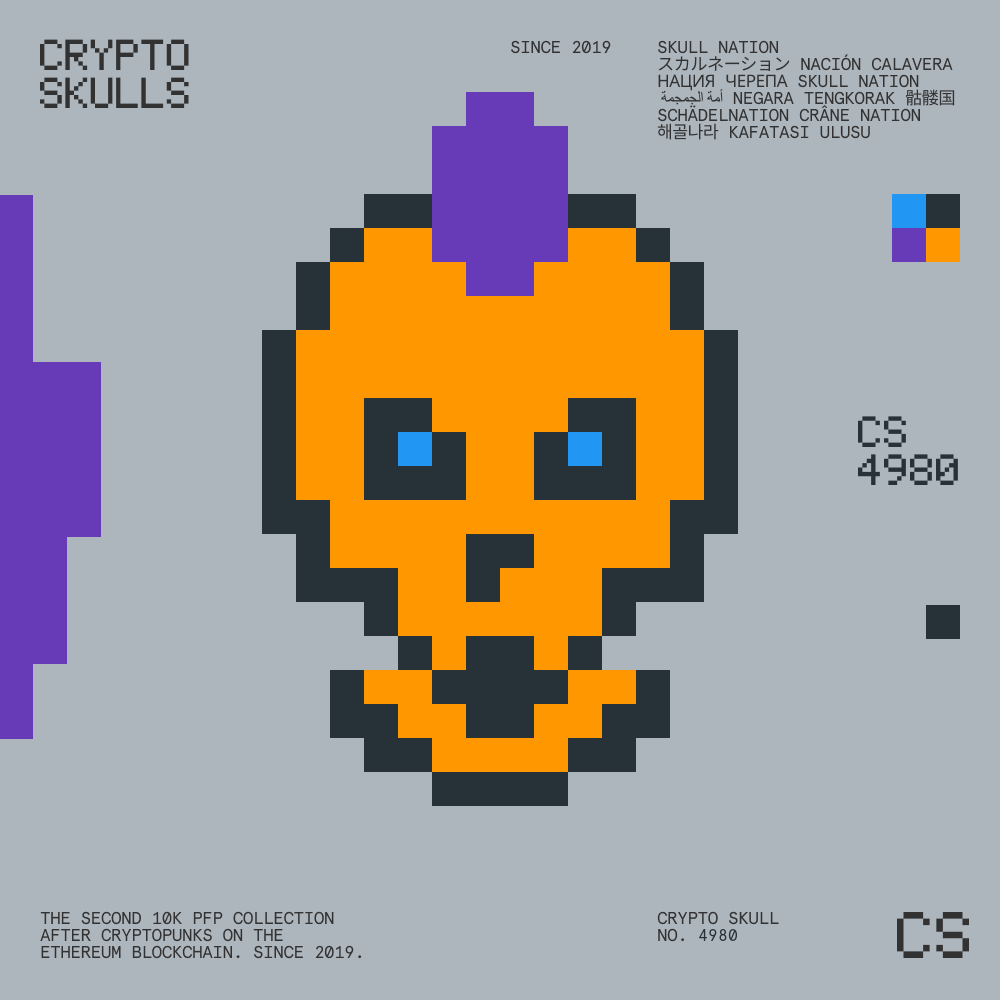 CRYPTO
SKULLS
SINCE 2019
SKULL NATION
スカルネーション NACIÓN CALAVERA
НАЦИЯ ЧЕРЕПА SKULL NATION
أمة الجمجمة NEGARA TENGKORAK 骷髅国
SCHÄDELNATION CRÂNE NATION
해골나라 KAFATASI ULUSU
CS
4980
THE SECOND 10K PFP COLLECTION
AFTER CRYPTOPUNKS ON THE
ETHEREUM BLOCKCHAIN. SINCE 2019.
CRYPTO SKULL
NO. 4980
CS